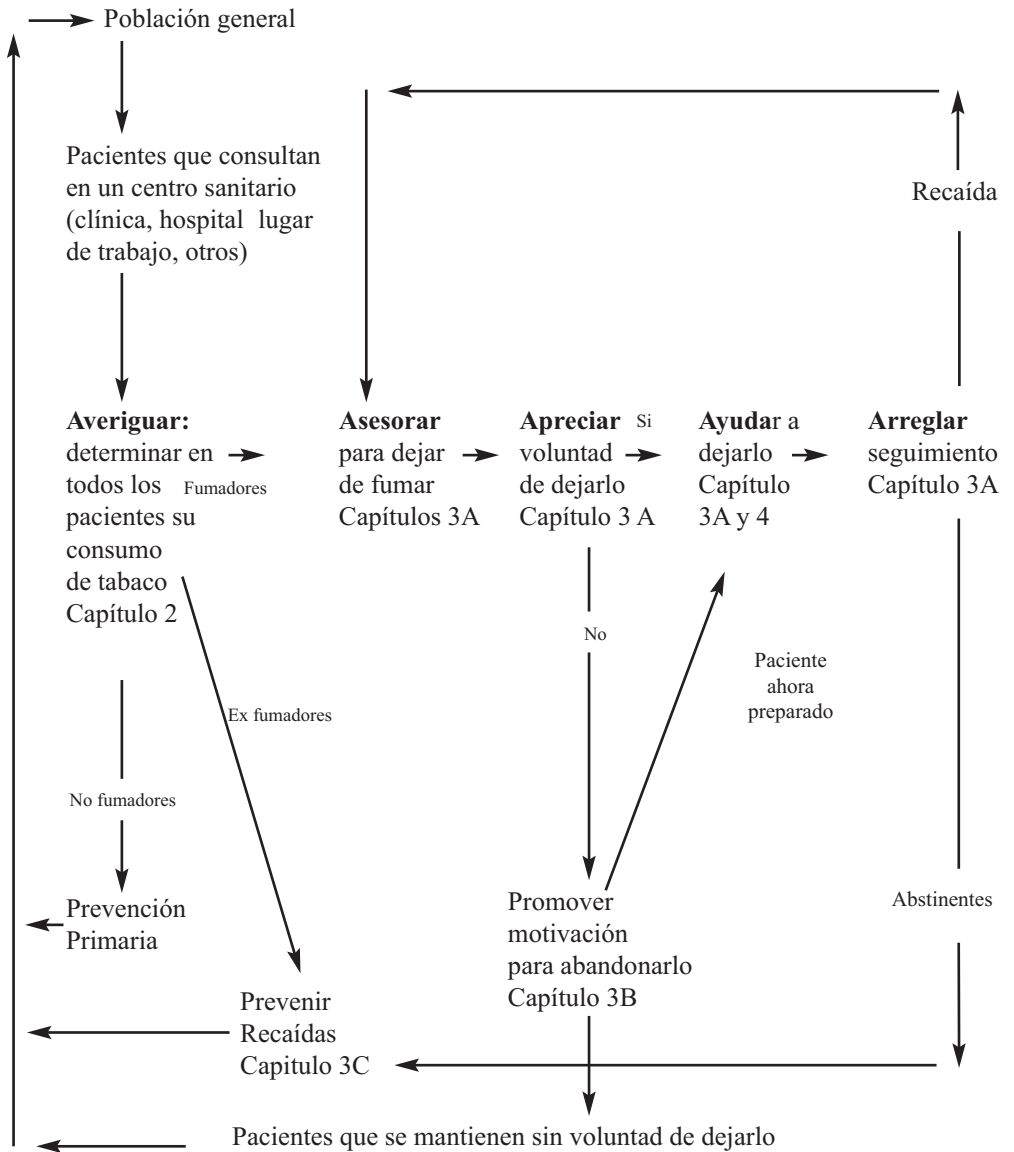 Población general
Pacientes que consultan
en un centro sanitario
(clínica, hospital lugar
de trabajo, otros)
Recaída
Averiguar:
determinar en
todos los
pacientes su
consumo
de tabaco
Capítulo 2
Fumadores
Asesorar
para dejar
de fumar
Capítulos 3A
Apreciar
voluntad
de dejarlo
Capítulo 3 A
Si
Ayudar a
dejarlo
Capítulo
3A y 4
Arreglar
seguimiento
Capítulo 3A
No
Paciente
ahora
preparado
Ex fumadores
No fumadores
Prevención
Primaria
Promover
motivación
para abandonarlo
Capítulo 3B
Abstinentes
Prevenir
Recaídas
Capitulo 3C
Pacientes que se mantienen sin voluntad de dejarlo